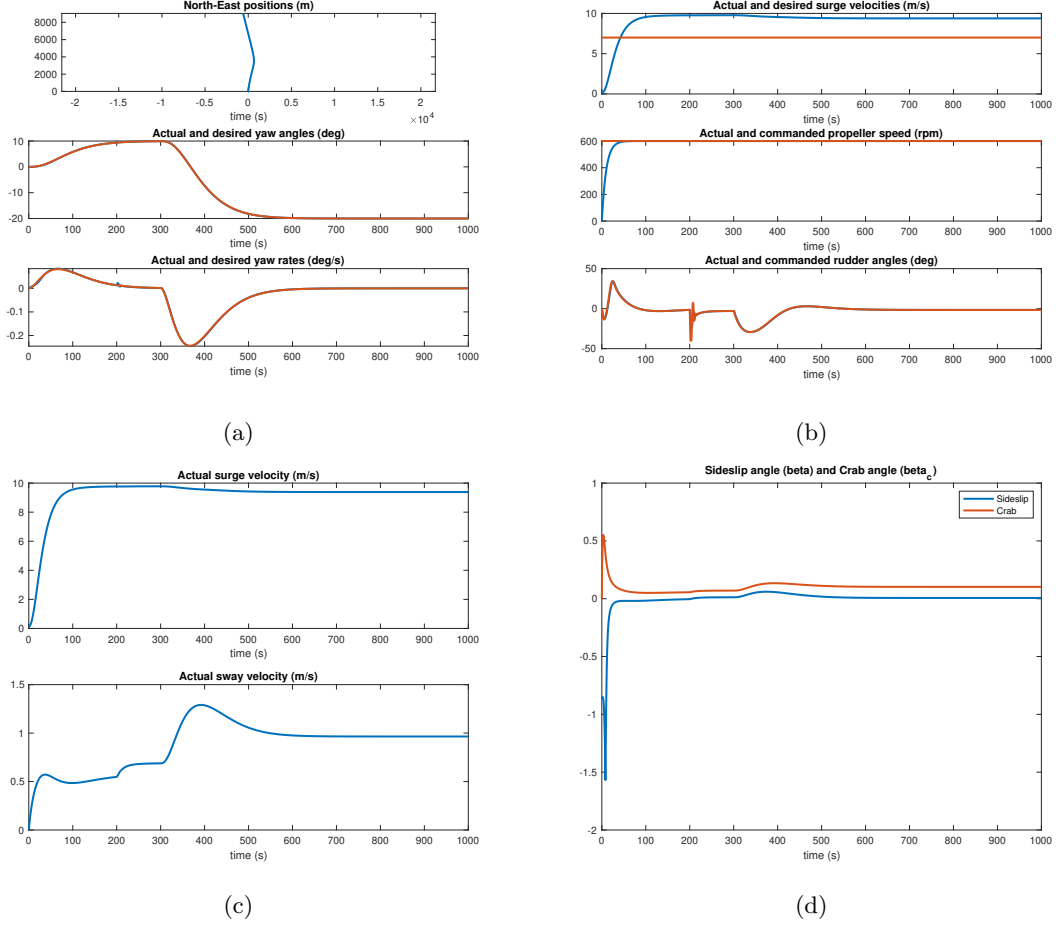 North-East positions (m)
8000
6000
4000
2000
0
-2 -1.5 -1 -0.5 0 0.5 1 1.5 2
time (s) ×10⁴
Actual and desired yaw angles (deg)
10
0
-10
-20
0 100 200 300 400 500 600 700 800 900 1000
Actual and desired yaw rates (deg/s)
0
-0.1
-0.2
0 100 200 300 400 500 600 700 800 900 1000
time (s)
(a)
Actual and desired surge velocities (m/s)
10
5
0
0 100 200 300 400 500 600 700 800 900 1000
Actual and commanded propeller speed (rpm)
600
400
200
0
0 100 200 300 400 500 600 700 800 900 1000
Actual and commanded rudder angles (deg)
50
0
-50
0 100 200 300 400 500 600 700 800 900 1000
time (s)
(b)
Actual surge velocity (m/s)
10
8
6
4
2
0
0 100 200 300 400 500 600 700 800 900 1000
time (s)
Actual sway velocity (m/s)
1.5
1
0.5
0
0 100 200 300 400 500 600 700 800 900 1000
time (s)
(c)
Sideslip angle (beta) and Crab angle (beta_c)
Sideslip
Crab
1
0.5
0
-0.5
-1
-1.5
-2
0 100 200 300 400 500 600 700 800 900 1000
time (s)
(d)